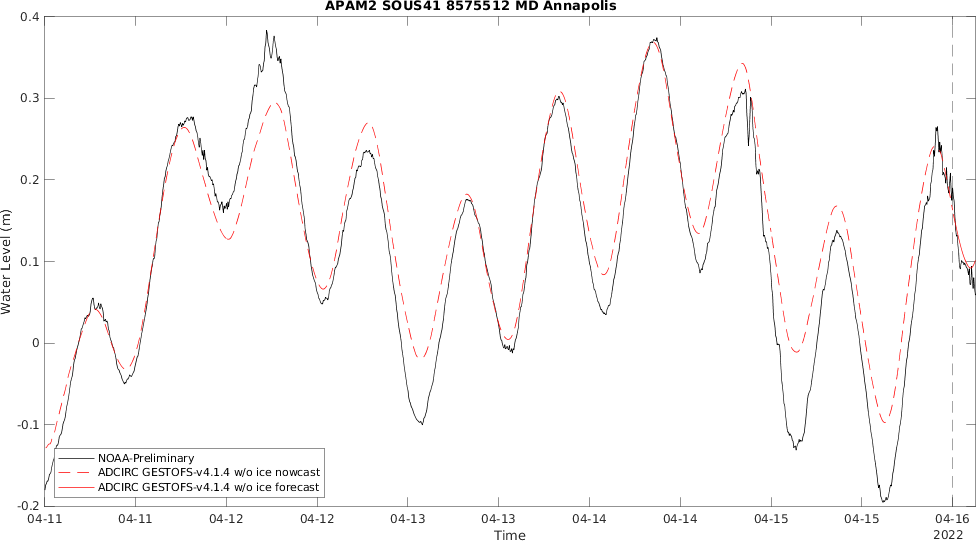 APAM2 SOUS41 8575512 MD Annapolis
0.4
0.3
0.2
0.1
0
-0.1
-0.2
Water Level (m)
NOAA-Preliminary
ADCIRC GESTOFS-v4.1.4 w/o ice nowcast
ADCIRC GESTOFS-v4.1.4 w/o ice forecast
04-11 04-11 04-12 04-12 04-13 04-13 04-14 04-14 04-15 04-15 04-16
Time
2022